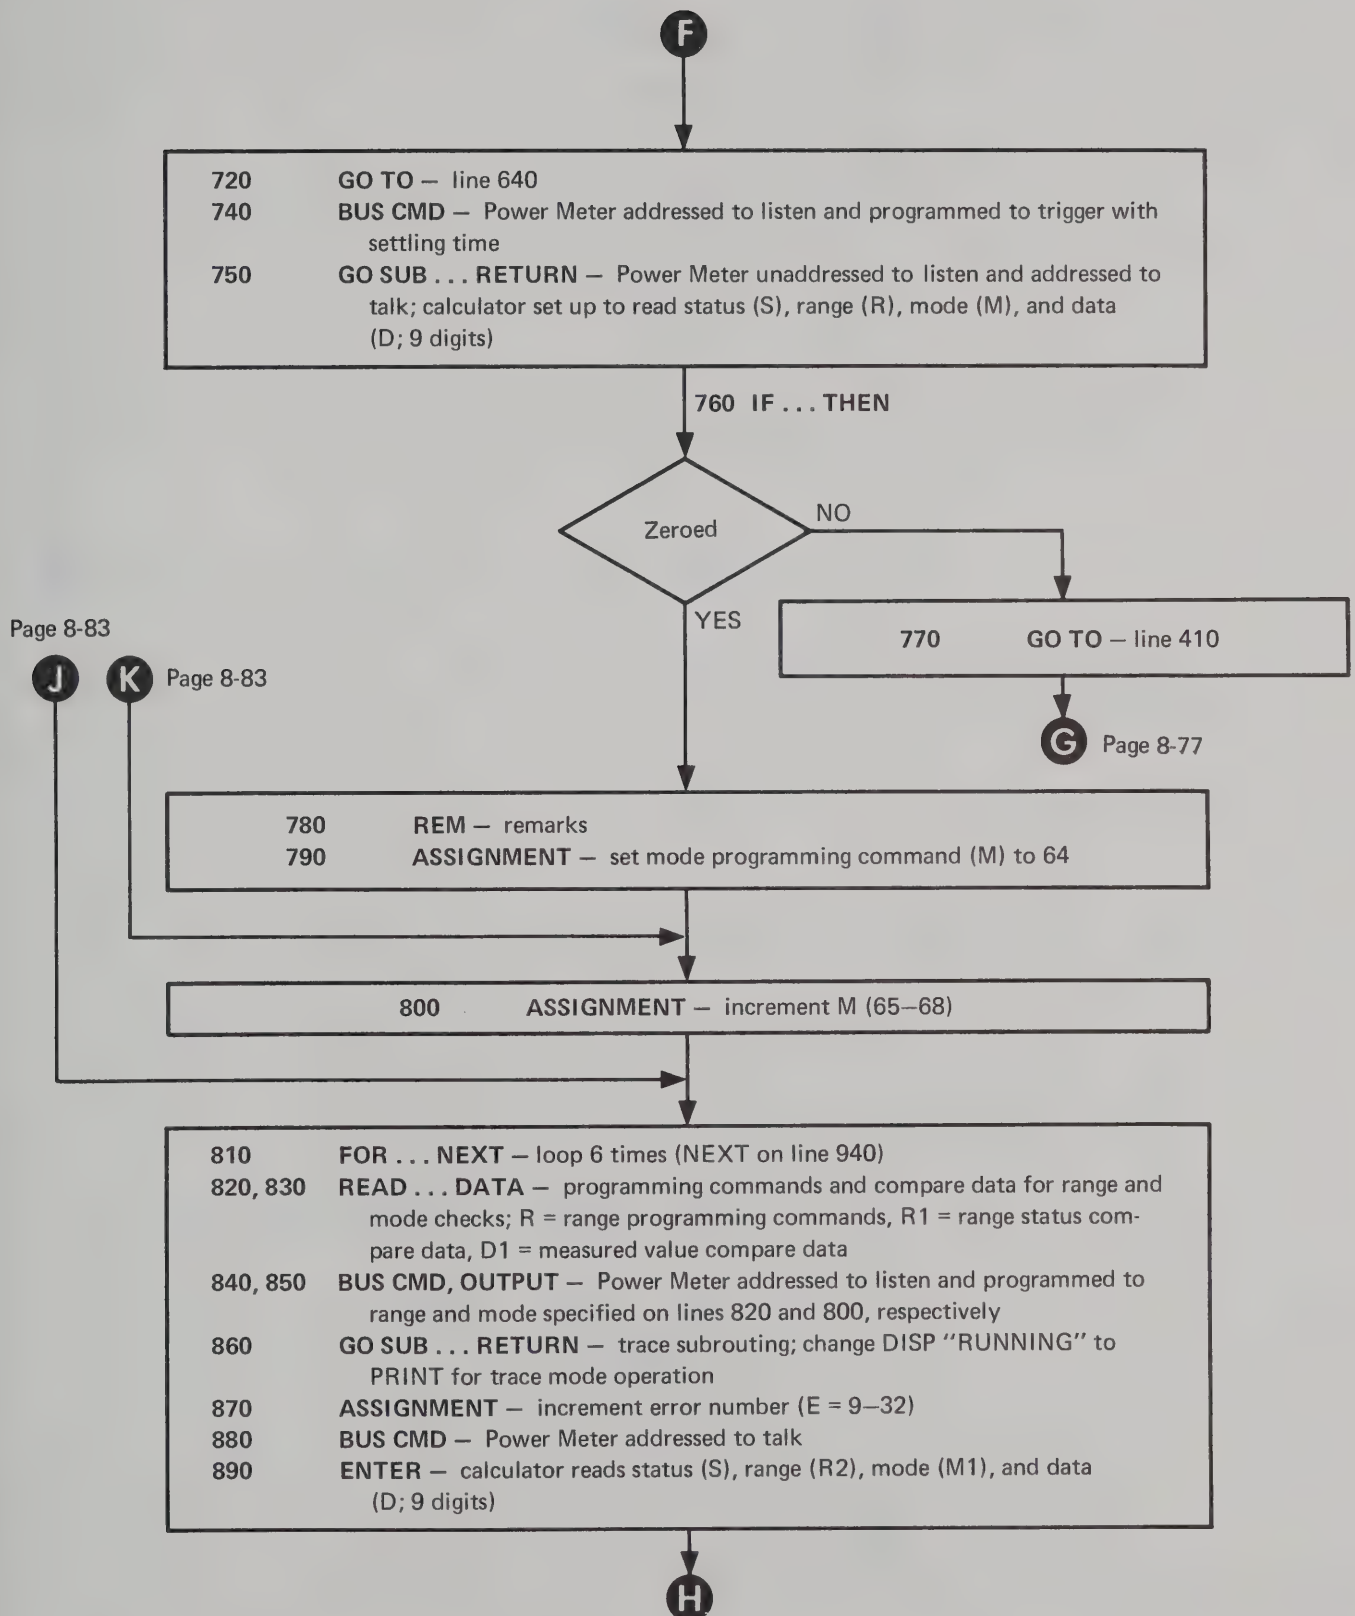 F
720 GO TO — line 640
740 BUS CMD — Power Meter addressed to listen and programmed to trigger with
settling time
750 GO SUB . . . RETURN — Power Meter unaddressed to listen and addressed to
talk; calculator set up to read status (S), range (R), mode (M), and data
(D; 9 digits)
760 IF . . . THEN
Zeroed
NO
YES
770 GO TO — line 410
G Page 8-77
Page 8-83
J K Page 8-83
780 REM — remarks
790 ASSIGNMENT — set mode programming command (M) to 64
800 ASSIGNMENT — increment M (65—68)
810 FOR . . . NEXT — loop 6 times (NEXT on line 940)
820, 830 READ . . . DATA — programming commands and compare data for range and
mode checks; R = range programming commands, R1 = range status com-
pare data, D1 = measured value compare data
840, 850 BUS CMD, OUTPUT — Power Meter addressed to listen and programmed to
range and mode specified on lines 820 and 800, respectively
860 GO SUB . . . RETURN — trace subrouting; change DISP "RUNNING" to
PRINT for trace mode operation
870 ASSIGNMENT — increment error number (E = 9—32)
880 BUS CMD — Power Meter addressed to talk
890 ENTER — calculator reads status (S), range (R2), mode (M1), and data
(D; 9 digits)
H